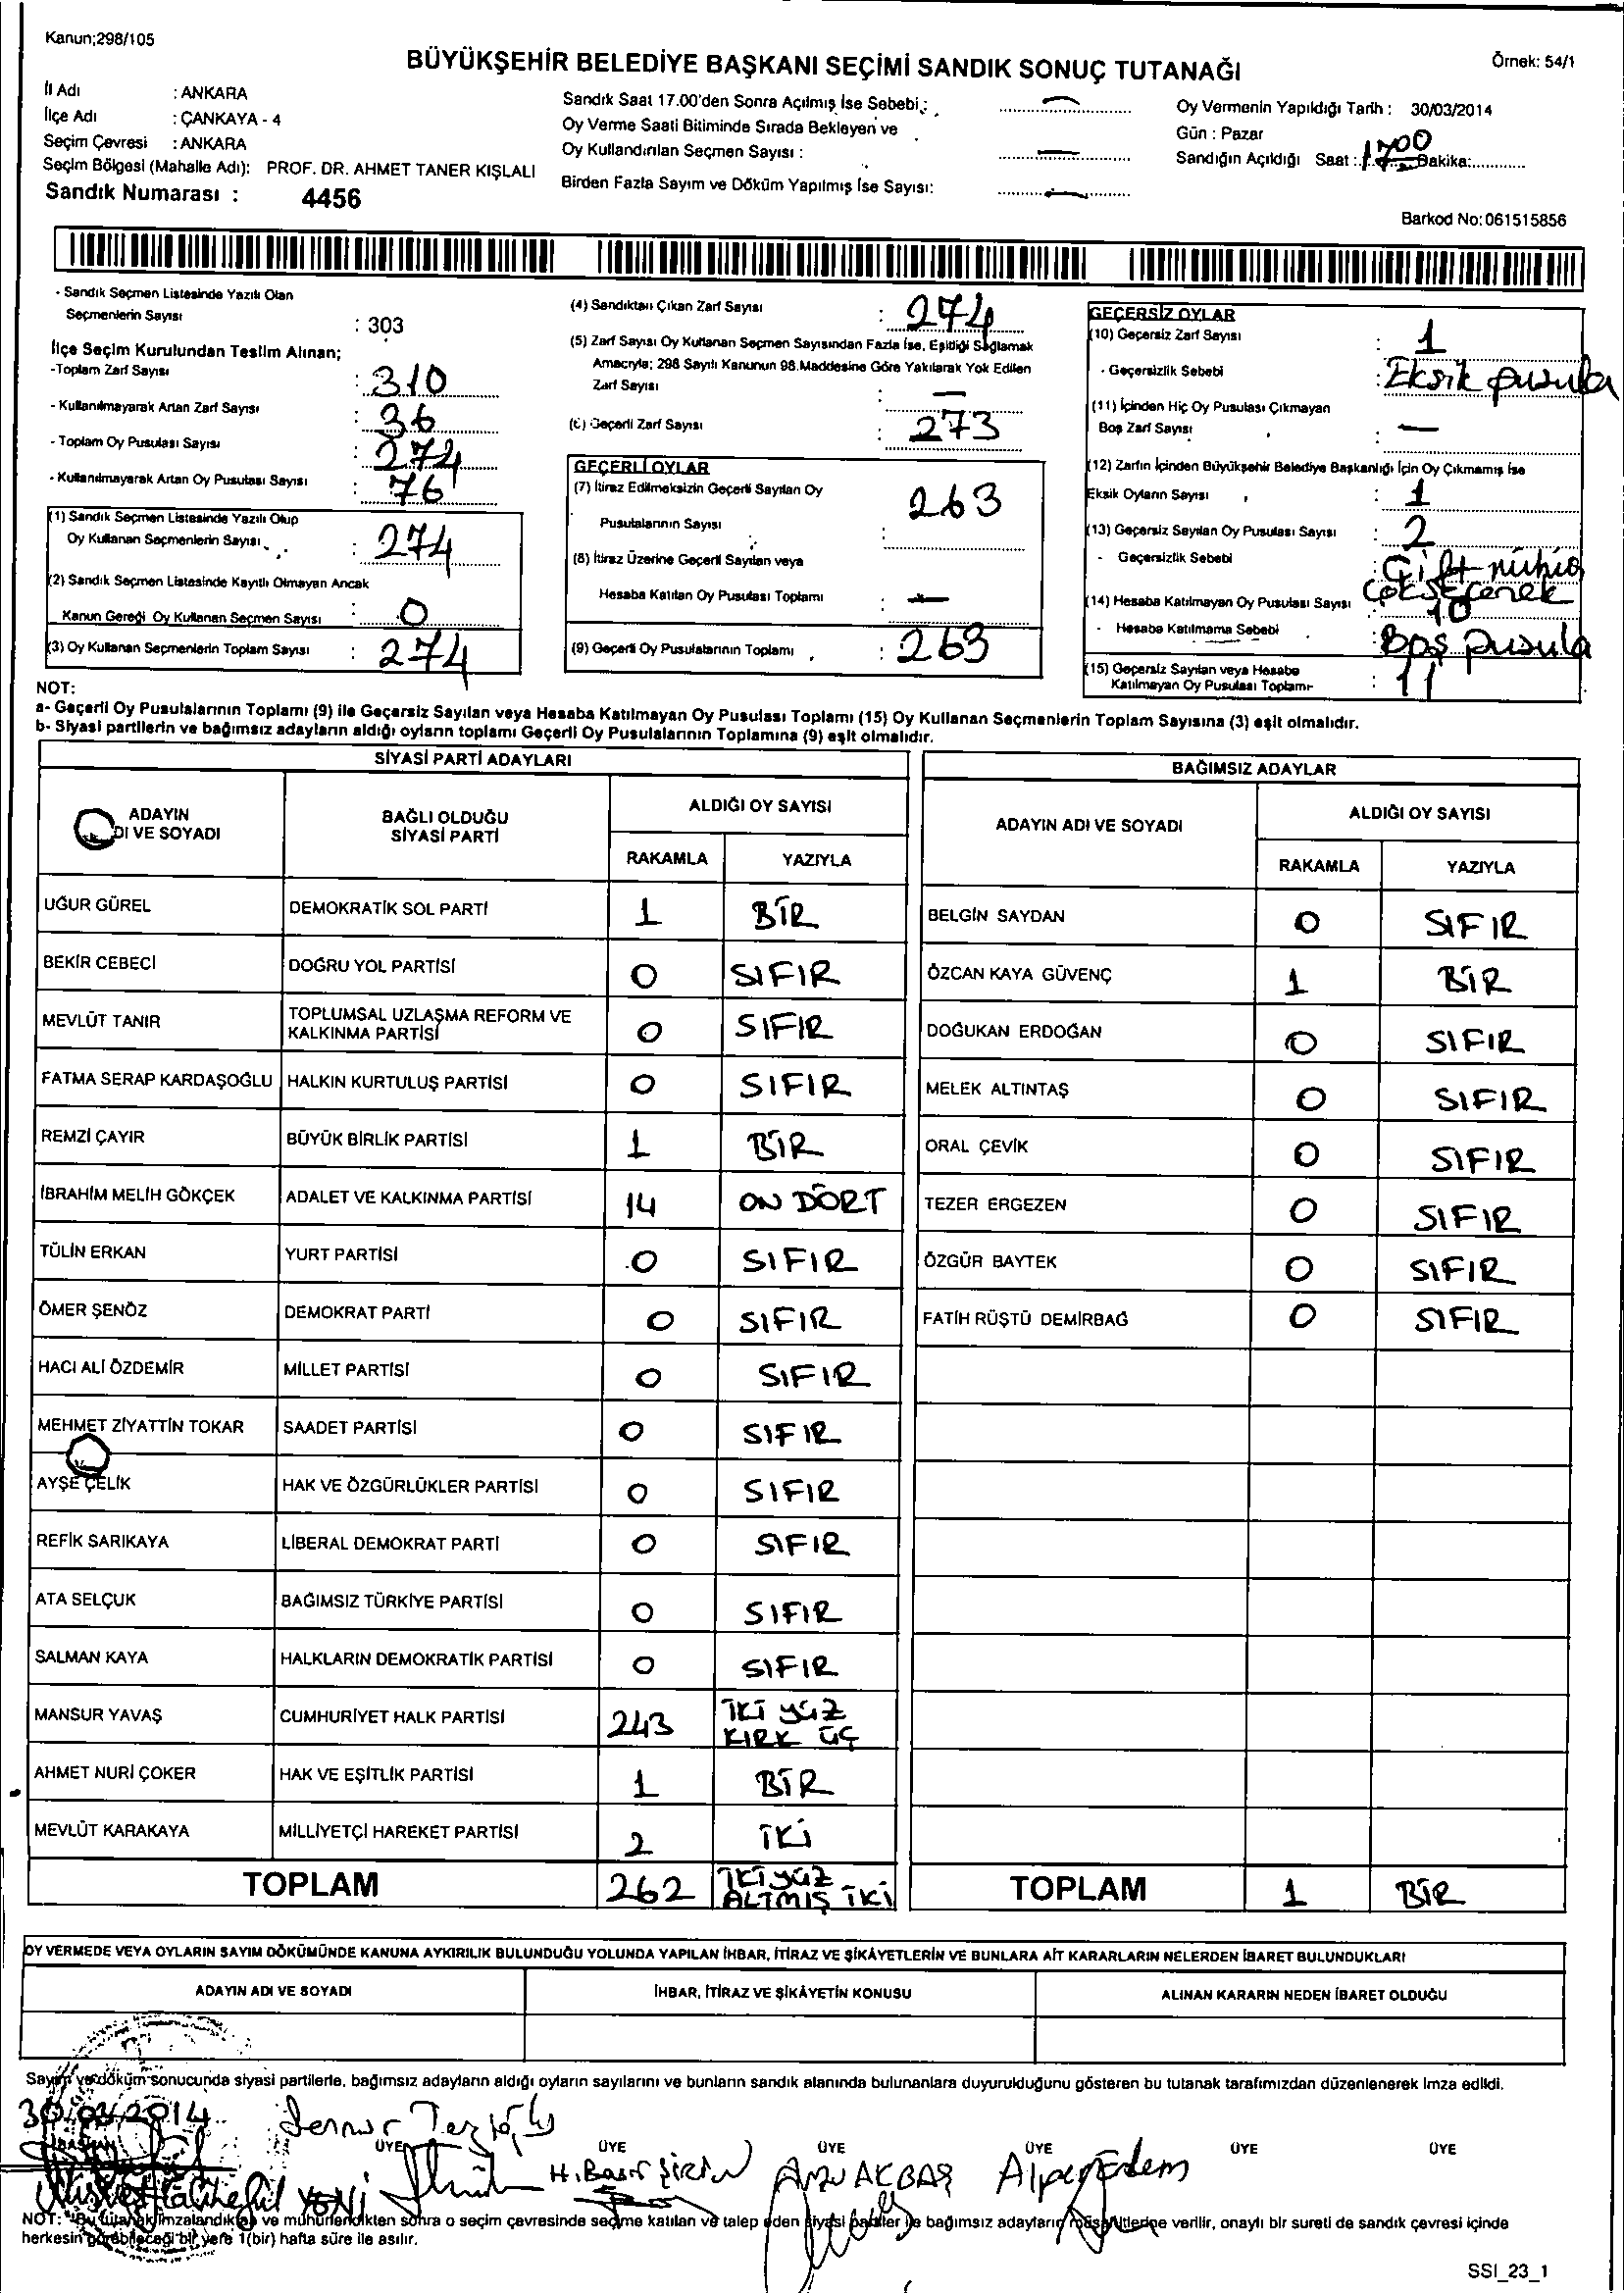 Kanun;298/105
BÜYÜKŞEHİR BELEDİYE BAŞKANI SEÇİMİ SANDIK SONUÇ TUTANAĞI
Örnek: 54/1
İl Adı : ANKARA
İlçe Adı : ÇANKAYA - 4
Seçim Çevresi : ANKARA
Seçim Bölgesi (Mahalle Adı): PROF. DR. AHMET TANER KIŞLALI
Sandık Numarası : 4456
Sandık Saat 17.00'den Sonra Açılmış İse Sebebi :
Oy Verme Saati Bitiminde Sırada Bekleyen ve
Oy Kullandırılan Seçmen Sayısı : —
Birden Fazla Sayım ve Döküm Yapılmış İse Sayısı: —
Oy Vermenin Yapıldığı Tarih : 30/03/2014
Gün : Pazar
Sandığın Açıldığı Saat : 1700 Dakika:
Barkod No: 061515856
- Sandık Seçmen Listesinde Yazılı Olan
Seçmenlerin Sayısı : 303
İlçe Seçim Kurulundan Teslim Alınan;
-Toplam Zarf Sayısı : 310
- Kullanılmayarak Artan Zarf Sayısı : 36
- Toplam Oy Pusulası Sayısı : 274
- Kullanılmayarak Artan Oy Pusulası Sayısı : 76
(1) Sandık Seçmen Listesinde Yazılı Olup
Oy Kullanan Seçmenlerin Sayısı : 274
(2) Sandık Seçmen Listesinde Kayıtlı Olmayan Ancak
Kanun Gereği Oy Kullanan Seçmen Sayısı : 0
(3) Oy Kullanan Seçmenlerin Toplam Sayısı : 274
(4) Sandıktan Çıkan Zarf Sayısı : 274
(5) Zarf Sayısı Oy Kullanan Seçmen Sayısından Fazla İse, Eşitliği Sağlamak
Amacıyla; 298 Sayılı Kanunun 98.Maddesine Göre Yakılarak Yok Edilen
Zarf Sayısı : —
(6) Geçerli Zarf Sayısı : 273
GEÇERLİ OYLAR
(7) İtiraz Edilmeksizin Geçerli Sayılan Oy
Pusulalarının Sayısı : 263
(8) İtiraz Üzerine Geçerli Sayılan veya
Hesaba Katılan Oy Pusulası Toplamı : —
(9) Geçerli Oy Pusulalarının Toplamı : 263
GEÇERSİZ OYLAR
(10) Geçersiz Zarf Sayısı : 1
- Geçersizlik Sebebi : Eksik pusula
(11) İçinden Hiç Oy Pusulası Çıkmayan
Boş Zarf Sayısı : —
(12) Zarfın İçinden Büyükşehir Belediye Başkanlığı İçin Oy Çıkmamış İse
Eksik Oyların Sayısı : 1
(13) Geçersiz Sayılan Oy Pusulası Sayısı : 2
- Geçersizlik Sebebi : Çift mühür
(14) Hesaba Katılmayan Oy Pusulası Sayısı : 10
- Hesaba Katılmama Sebebi : Boş pusula
(15) Geçersiz Sayılan veya Hesaba
Katılmayan Oy Pusulası Toplamı : 11
NOT:
a- Geçerli Oy Pusulalarının Toplamı (9) ile Geçersiz Sayılan veya Hesaba Katılmayan Oy Pusulası Toplamı (15) Oy Kullanan Seçmenlerin Toplam Sayısına (3) eşit olmalıdır.
b- Siyasi partilerin ve bağımsız adayların aldığı oyların toplamı Geçerli Oy Pusulalarının Toplamına (9) eşit olmalıdır.
SİYASİ PARTİ ADAYLARI
ADAYIN
DI VE SOYADI
BAĞLI OLDUĞU
SİYASİ PARTİ
ALDIĞI OY SAYISI
RAKAMLA YAZIYLA
UĞUR GÜREL DEMOKRATİK SOL PARTİ 1 BİR
BEKİR CEBECİ DOĞRU YOL PARTİSİ 0 SIFIR
MEVLÜT TANIR TOPLUMSAL UZLAŞMA REFORM VE KALKINMA PARTİSİ 0 SIFIR
FATMA SERAP KARDAŞOĞLU HALKIN KURTULUŞ PARTİSİ 0 SIFIR
REMZİ ÇAYIR BÜYÜK BİRLİK PARTİSİ 1 BİR
İBRAHİM MELİH GÖKÇEK ADALET VE KALKINMA PARTİSİ 14 ON DÖRT
TÜLİN ERKAN YURT PARTİSİ 0 SIFIR
ÖMER ŞENÖZ DEMOKRAT PARTİ 0 SIFIR
HACI ALİ ÖZDEMİR MİLLET PARTİSİ 0 SIFIR
MEHMET ZİYATTİN TOKAR SAADET PARTİSİ 0 SIFIR
AYŞE ÇELİK HAK VE ÖZGÜRLÜKLER PARTİSİ 0 SIFIR
REFİK SARIKAYA LİBERAL DEMOKRAT PARTİ 0 SIFIR
ATA SELÇUK BAĞIMSIZ TÜRKİYE PARTİSİ 0 SIFIR
SALMAN KAYA HALKLARIN DEMOKRATİK PARTİSİ 0 SIFIR
MANSUR YAVAŞ CUMHURİYET HALK PARTİSİ 243 İKİ YÜZ KIRK ÜÇ
AHMET NURİ ÇOKER HAK VE EŞİTLİK PARTİSİ 1 BİR
MEVLÜT KARAKAYA MİLLİYETÇİ HAREKET PARTİSİ 2 İKİ
TOPLAM 262 İKİ YÜZ ALTMIŞ İKİ
BAĞIMSIZ ADAYLAR
ADAYIN ADI VE SOYADI
ALDIĞI OY SAYISI
RAKAMLA YAZIYLA
BELGİN SAYDAN 0 SIFIR
ÖZCAN KAYA GÜVENÇ 1 BİR
DOĞUKAN ERDOĞAN 0 SIFIR
MELEK ALTINTAŞ 0 SIFIR
ORAL ÇEVİK 0 SIFIR
TEZER ERGEZEN 0 SIFIR
ÖZGÜR BAYTEK 0 SIFIR
FATİH RÜŞTÜ DEMİRBAĞ 0 SIFIR
TOPLAM 1 BİR
OY VERMEDE VEYA OYLARIN SAYIM DÖKÜMÜNDE KANUNA AYKIRILIK BULUNDUĞU YOLUNDA YAPILAN İHBAR, İTİRAZ VE ŞİKÂYETLERİN VE BUNLARA AİT KARARLARIN NELERDEN İBARET BULUNDUKLARI
ADAYIN ADI VE SOYADI İHBAR, İTİRAZ VE ŞİKÂYETİN KONUSU ALINAN KARARIN NEDEN İBARET OLDUĞU
Sayım ve döküm sonucunda siyasi partilerle, bağımsız adayların aldığı oyların sayılarını ve bunların sandık alanında bulunanlara duyurulduğunu gösteren bu tutanak tarafımızdan düzenlenerek imza edildi.
30/03/2014
BAŞKAN ÜYE ÜYE ÜYE ÜYE ÜYE ÜYE
YENİ H. Basri ŞİRİN ARZU AKBAŞ Alper Erdem
NOT: Bu tutanak imzalandıktan ve mühürlendikten sonra o seçim çevresinde seçime katılan ve talep eden siyasi partiler ile bağımsız adayların müşahitlerine verilir, onaylı bir sureti de sandık çevresi içinde
herkesin görebileceği bir yere 1(bir) hafta süre ile asılır.
SSI_23_1